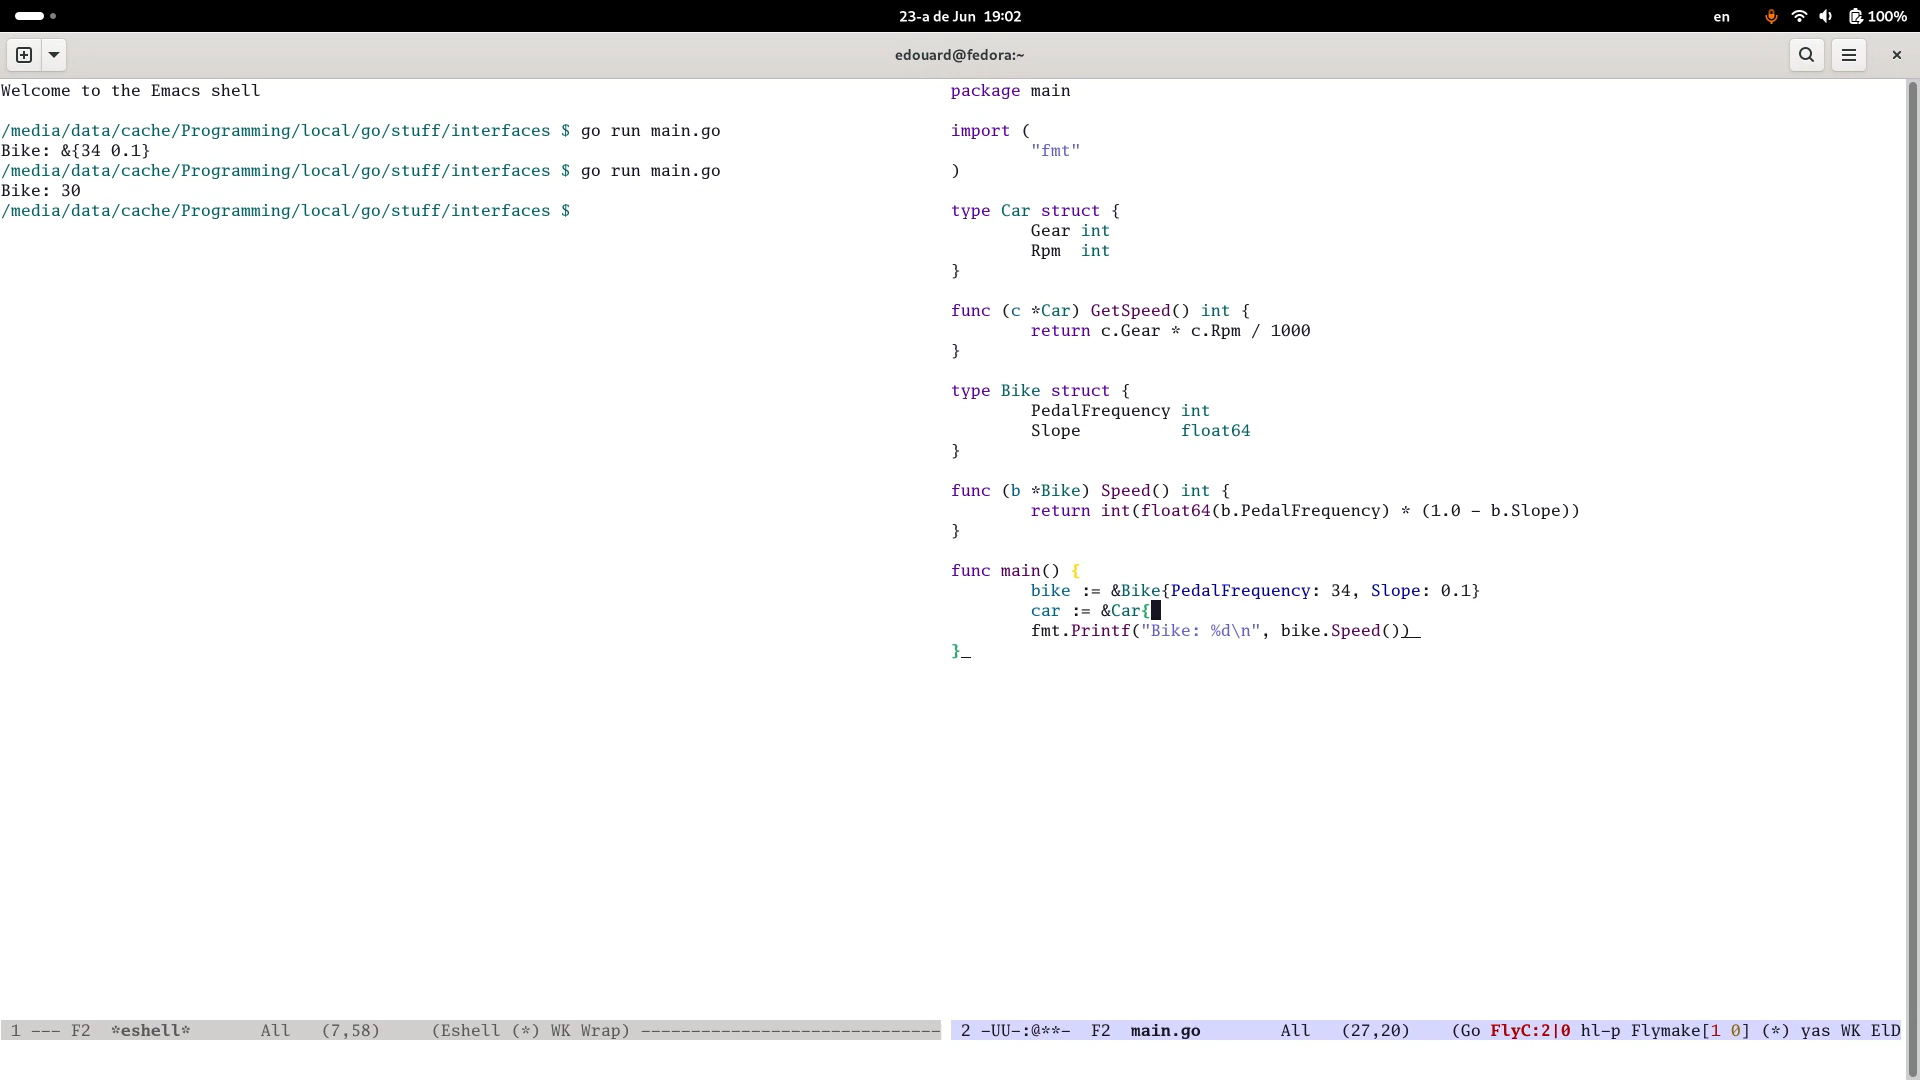 23-a de Jun 19:02
en
100%
edouard@fedora:~
Welcome to the Emacs shell
/media/data/cache/Programming/local/go/stuff/interfaces $ go run main.go
Bike: &{34 0.1}
/media/data/cache/Programming/local/go/stuff/interfaces $ go run main.go
Bike: 30
/media/data/cache/Programming/local/go/stuff/interfaces $
1 --- F2 *eshell* All (7,58) (Eshell (*) WK Wrap) ------------------------------
package main
import (
"fmt"
)
type Car struct {
Gear int
Rpm int
}
func (c *Car) GetSpeed() int {
return c.Gear * c.Rpm / 1000
}
type Bike struct {
PedalFrequency int
Slope float64
}
func (b *Bike) Speed() int {
return int(float64(b.PedalFrequency) * (1.0 - b.Slope))
}
func main() {
bike := &Bike{PedalFrequency: 34, Slope: 0.1}
car := &Car{
fmt.Printf("Bike: %d\n", bike.Speed())_
}_
2 -UU-:@**- F2 main.go All (27,20) (Go FlyC:2|0 hl-p Flymake[1 0] (*) yas WK ElD